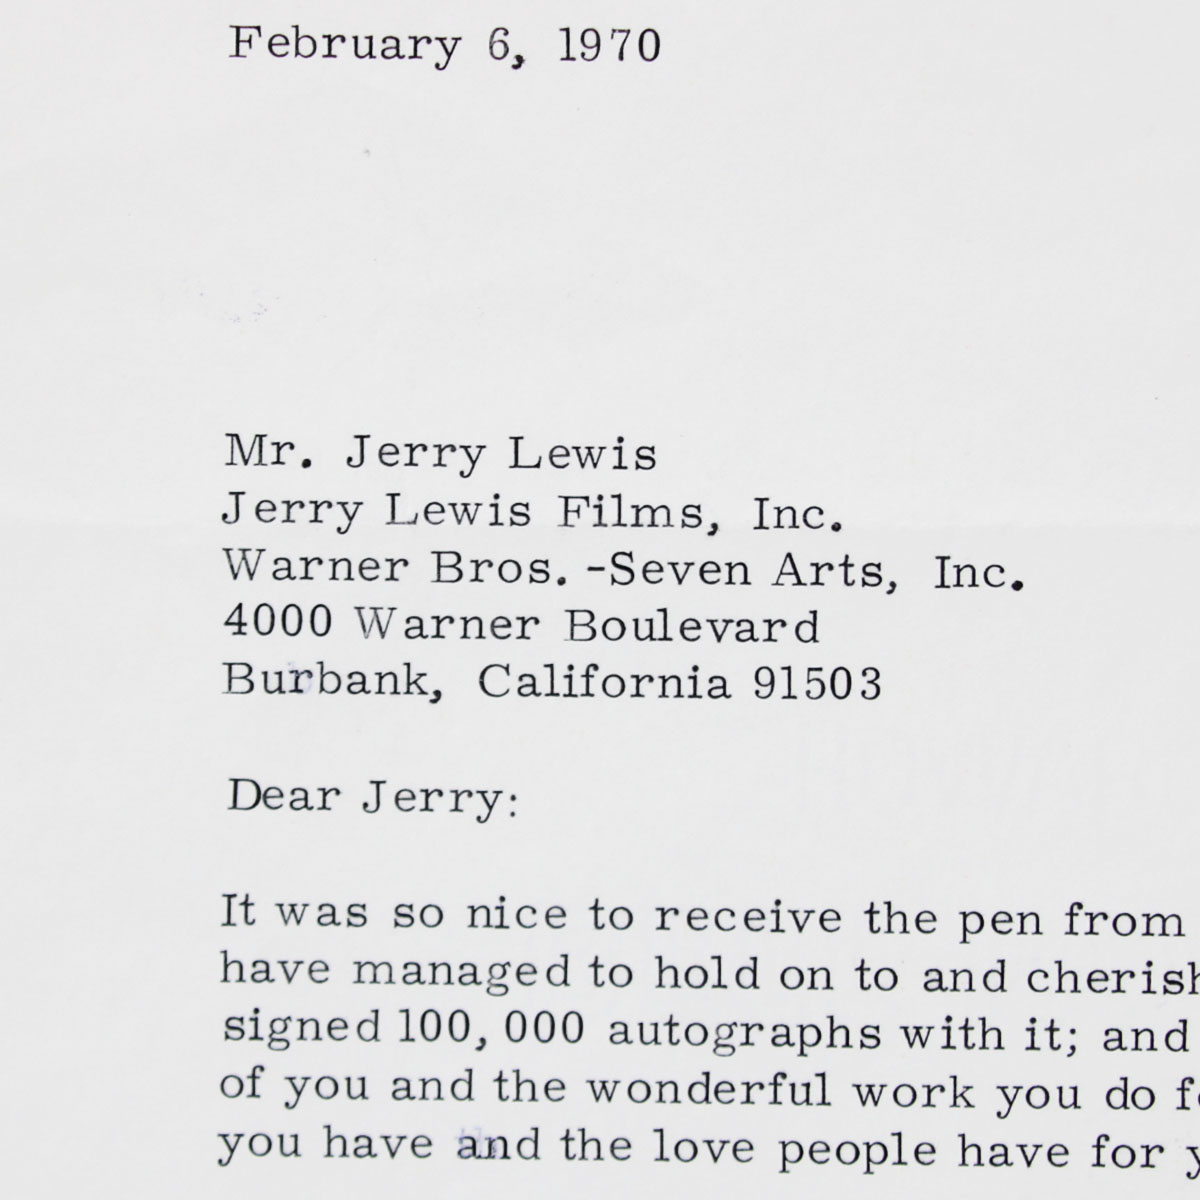 February 6, 1970
Mr. Jerry Lewis
Jerry Lewis Films, Inc.
Warner Bros. -Seven Arts, Inc.
4000 Warner Boulevard
Burbank, California 91503
Dear Jerry:
It was so nice to receive the pen from
have managed to hold on to and cherish
signed 100,000 autographs with it; and
of you and the wonderful work you do
you have and the love people have for